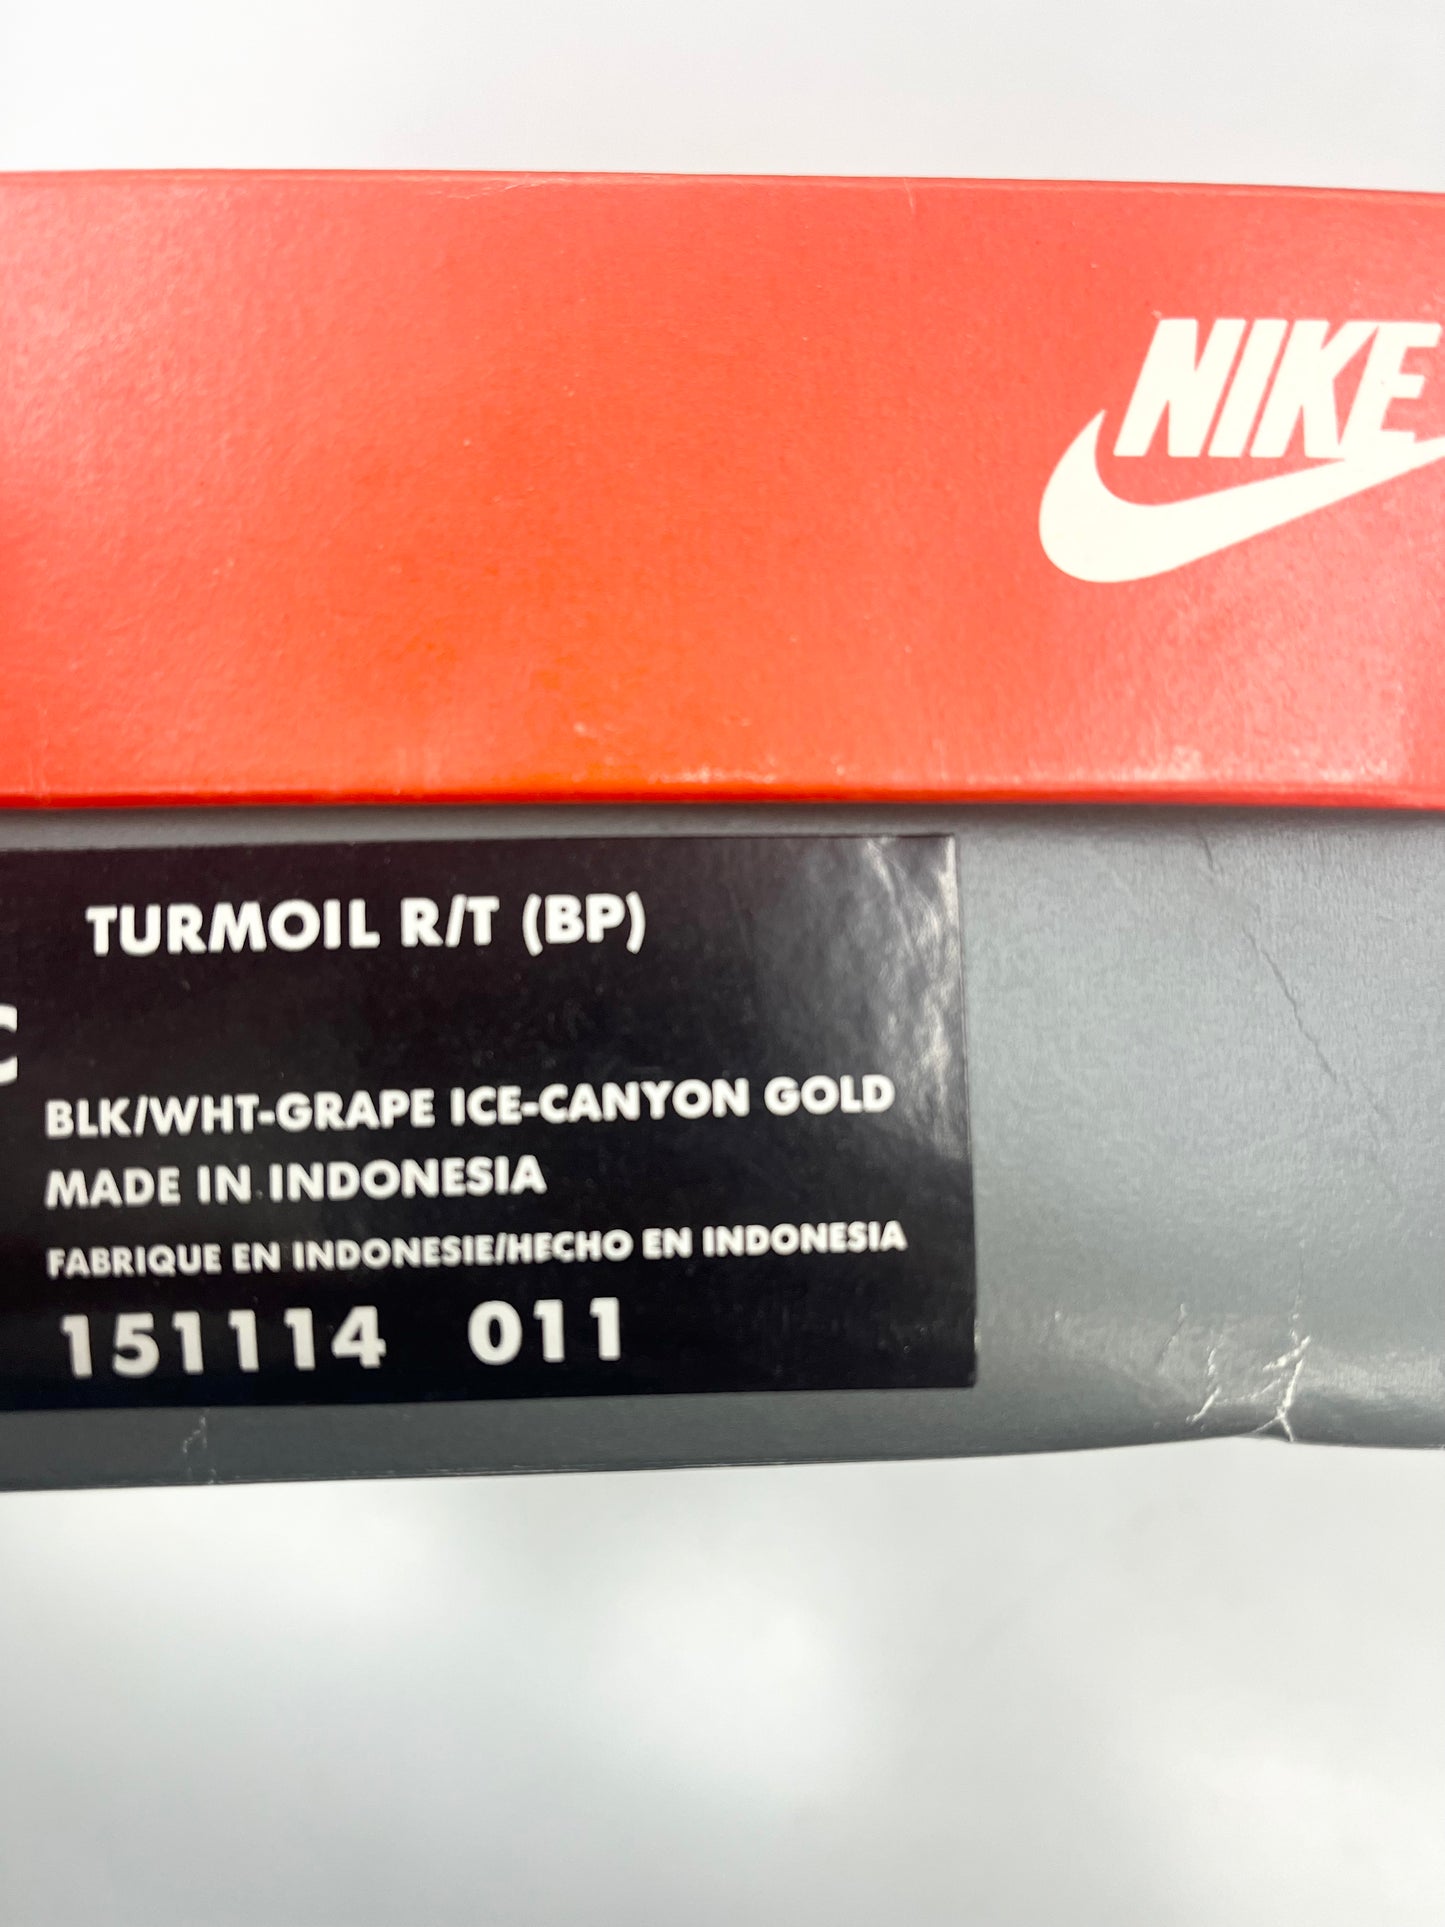 NIKE
TURMOIL R/T (BP)
C
BLK/WHT-GRAPE ICE-CANYON GOLD
MADE IN INDONESIA
FABRIQUE EN INDONESIE/HECHO EN INDONESIA
151114 011